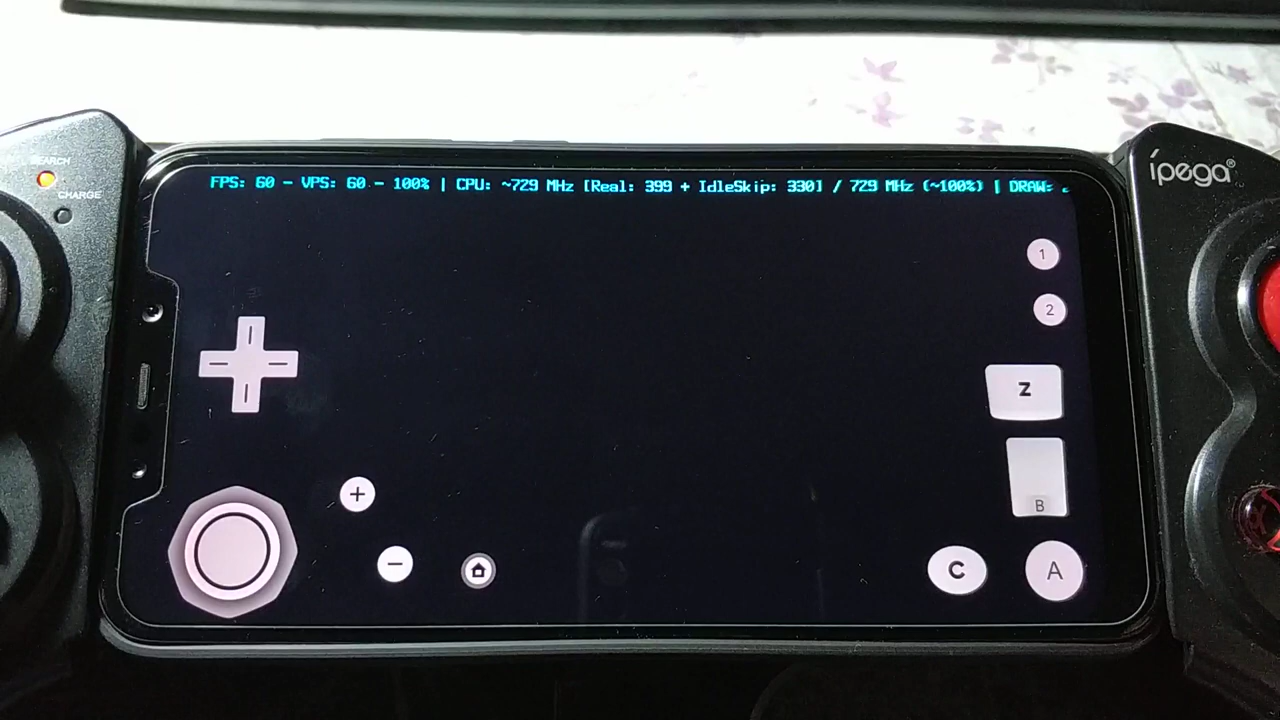 SEARCH
CHARGE
ípega®
FPS: 60 - VPS: 60 - 100% | CPU: ~729 MHz [Real: 399 + IdleSkip: 330] / 729 MHz (~100%) | DRAW:
1
2
Z
B
C
A